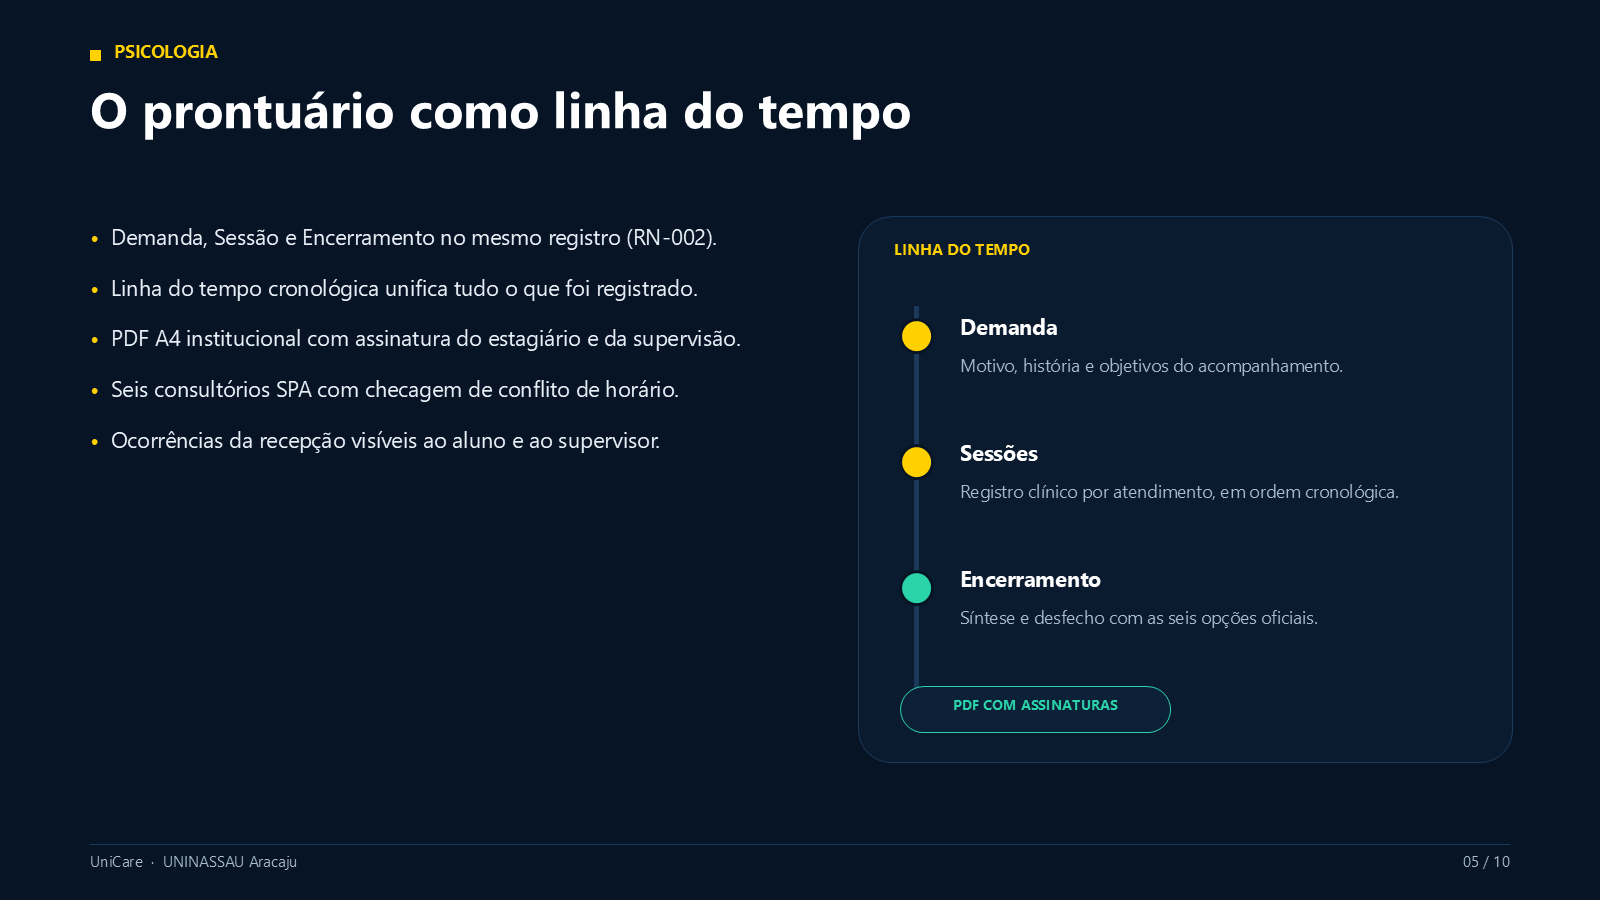 PSICOLOGIA
O prontuário como linha do tempo
• Demanda, Sessão e Encerramento no mesmo registro (RN-002).
• Linha do tempo cronológica unifica tudo o que foi registrado.
• PDF A4 institucional com assinatura do estagiário e da supervisão.
• Seis consultórios SPA com checagem de conflito de horário.
• Ocorrências da recepção visíveis ao aluno e ao supervisor.
LINHA DO TEMPO
Demanda
Motivo, história e objetivos do acompanhamento.
Sessões
Registro clínico por atendimento, em ordem cronológica.
Encerramento
Síntese e desfecho com as seis opções oficiais.
PDF COM ASSINATURAS
UniCare · UNINASSAU Aracaju
05 / 10